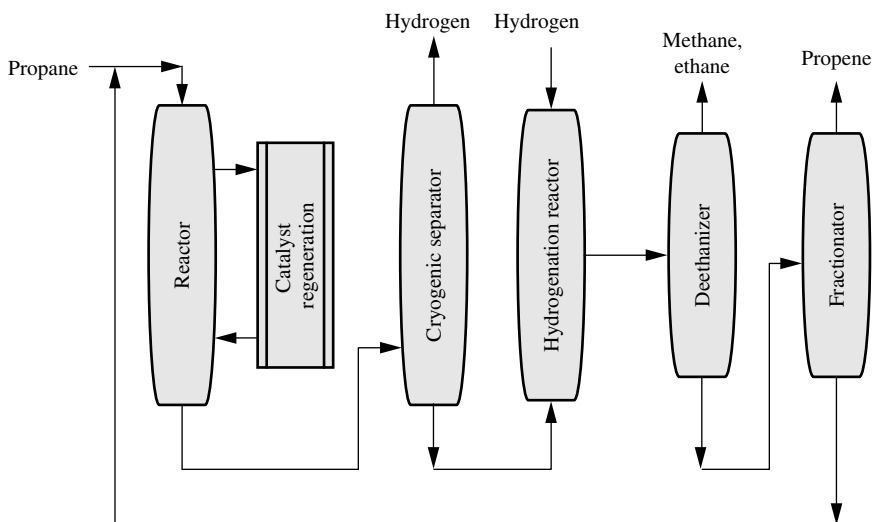 Hydrogen
Hydrogen
Methane,
ethane
Propene
Propane
Reactor
Catalyst
regeneration
Cryogenic separator
Hydrogenation reactor
Deethanizer
Fractionator